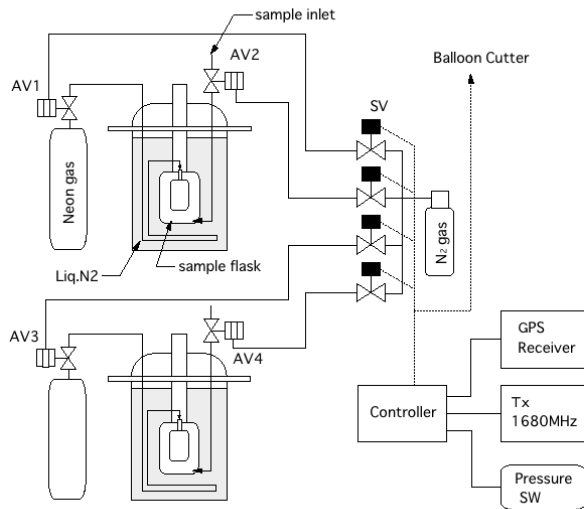 sample inlet
AV2
Balloon Cutter
AV1
SV
Neon gas
N2 gas
Liq.N2
sample flask
AV3
AV4
GPS
Receiver
Controller
Tx
1680MHz
Pressure
SW